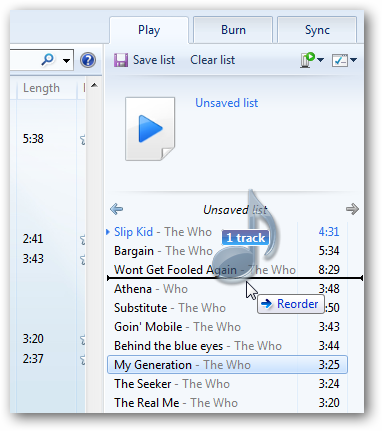 Play Burn Sync
Save list Clear list
Length
Unsaved list
5:38
Unsaved list
Slip Kid - The Who 4:31
1 track
2:41 Bargain - The Who 5:34
3:43 Wont Get Fooled Again - The Who 8:29
Athena - Who 3:48
Reorder
Substitute - The Who :50
Goin' Mobile - The Who 3:43
3:20 Behind the blue eyes - The Who 3:44
2:37 My Generation - The Who 3:25
The Seeker - The Who 3:24
The Real Me - The Who 3:20